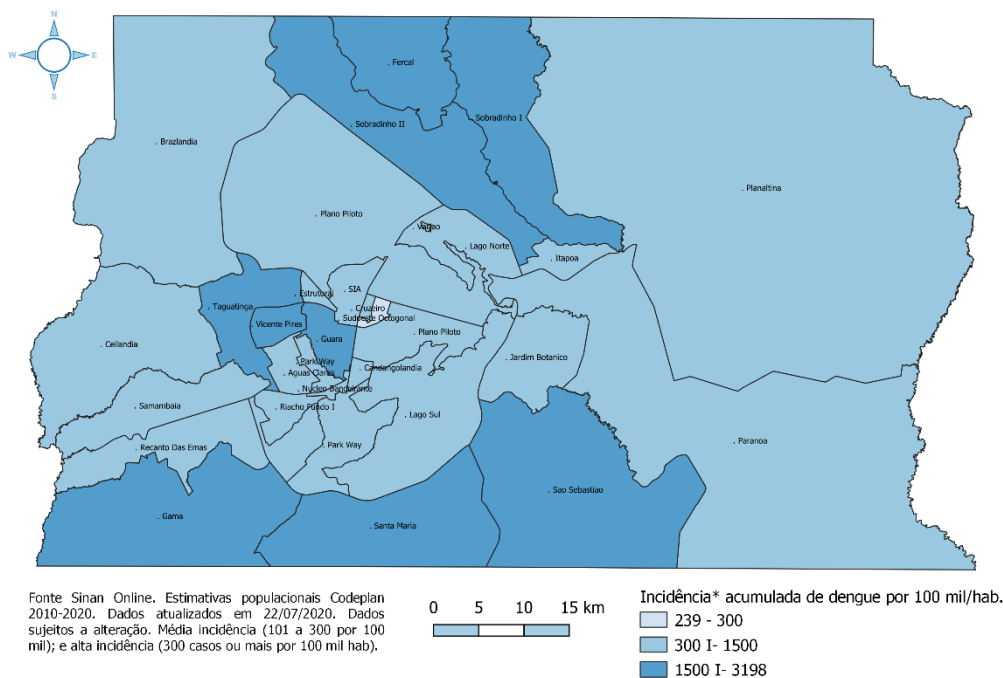 N
W E
S
. Fercal
. Sobradinho II
Sobradinho I
. Brazlandia
. Planaltina
. Plano Piloto
. Varjao
. Lago Norte
. Itapoa
. SIA
. Estrutural
. Taguatinga
. Cruzeiro
. Sudoeste Octogonal
. Vicente Pires
. Guara
. Plano Piloto
. Ceilandia
. Jardim Botanico
. Park Way
. Candangolandia
. Aguas Claras
. Nucleo Bandeirante
. Samambaia
. Riacho Fundo I
. Lago Sul
. Recanto Das Emas
. Park Way
. Paranoa
. Sao Sebastiao
. Gama
. Santa Maria
Fonte Sinan Online. Estimativas populacionais Codeplan
2010-2020. Dados atualizados em 22/07/2020. Dados
sujeitos a alteração. Média incidência (101 a 300 por 100
mil); e alta incidência (300 casos ou mais por 100 mil hab).
0 5 10 15 km
Incidência* acumulada de dengue por 100 mil/hab.
239 - 300
300 I- 1500
1500 I- 3198